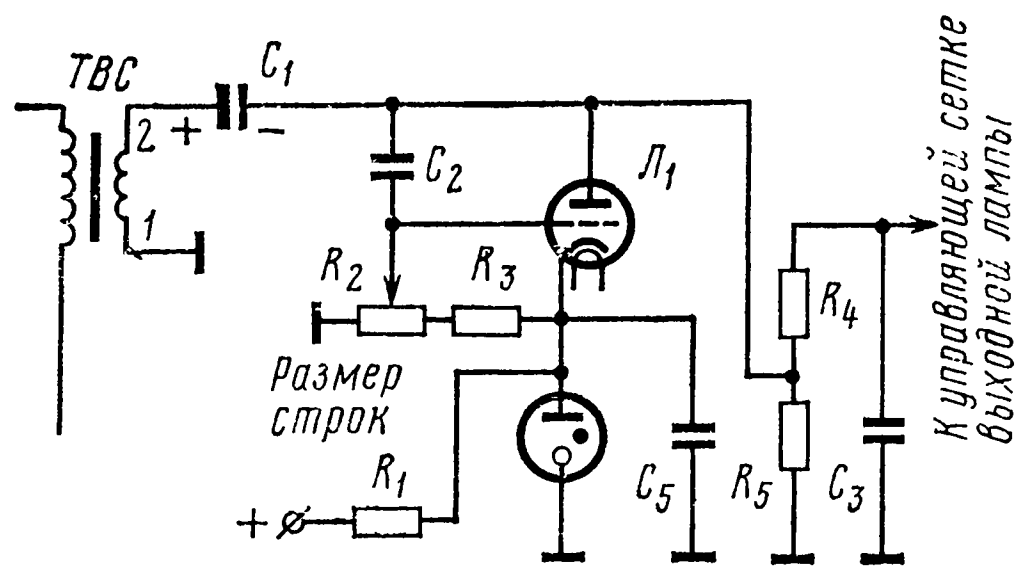 ТВС
C1
+
−
2
1
C2
Л1
R2
R3
Размер
строк
R1
+
C5
R4
R5
C3
К управляющей сетке
выходной лампы